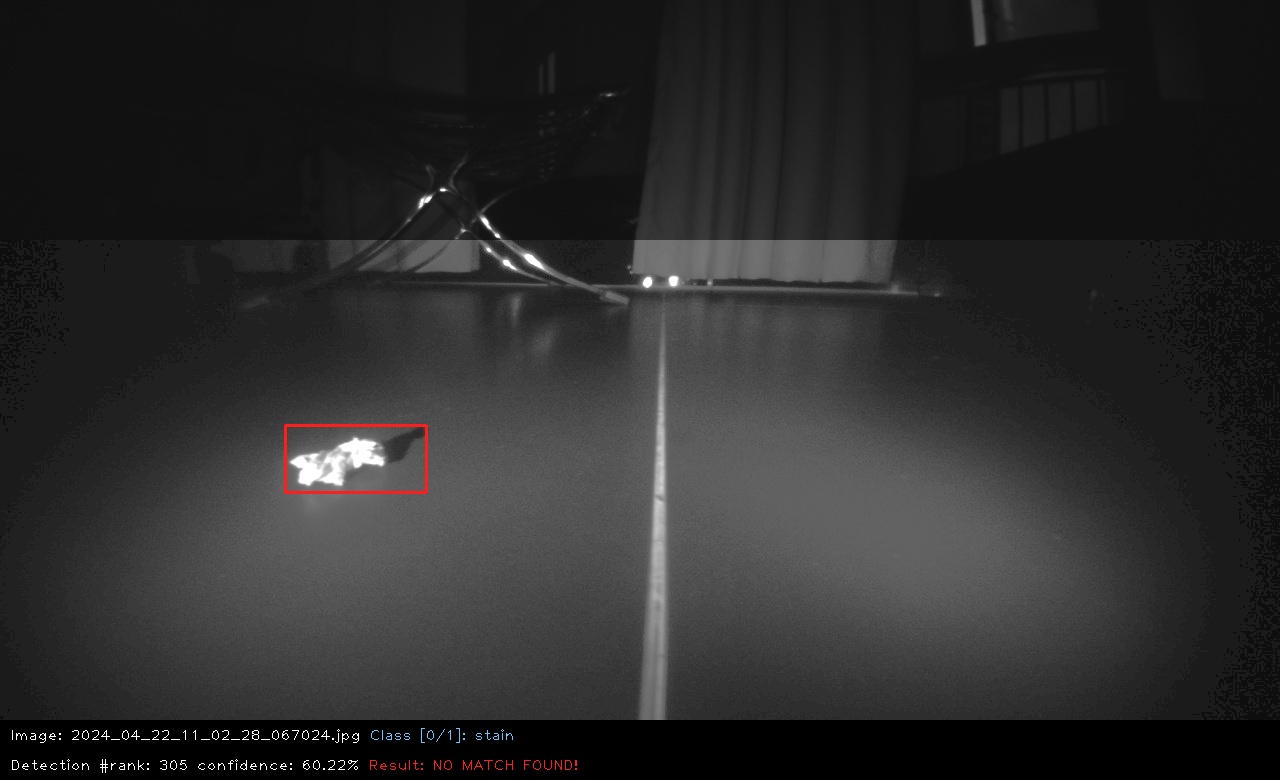 Image: 2024_04_22_11_02_28_067024.jpg Class [0/1]: stain
Detection #rank: 305 confidence: 60.22% Result: NO MATCH FOUND!